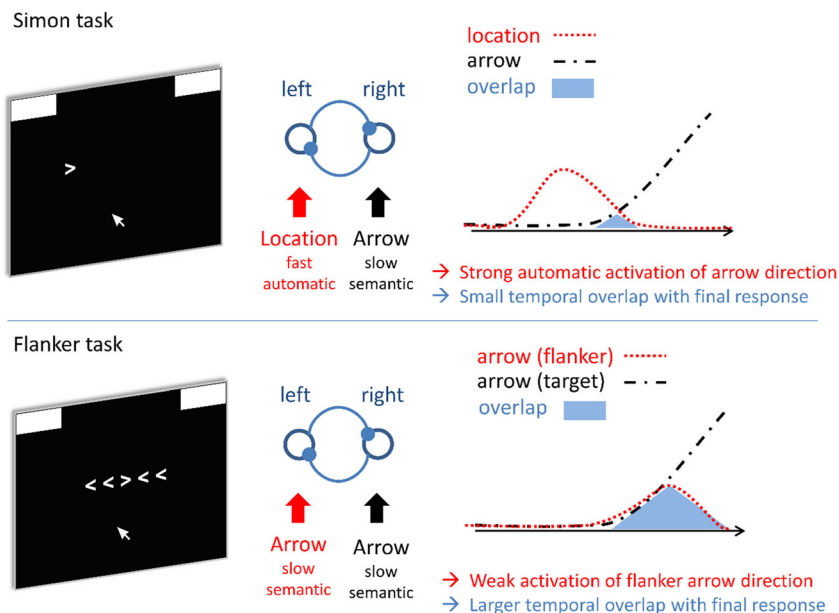 Simon task
>
left right
Location Arrow
fast slow
automatic semantic
location
arrow
overlap
→ Strong automatic activation of arrow direction
→ Small temporal overlap with final response
Flanker task
< < > < <
left right
Arrow Arrow
slow slow
semantic semantic
arrow (flanker)
arrow (target)
overlap
→ Weak activation of flanker arrow direction
→ Larger temporal overlap with final response